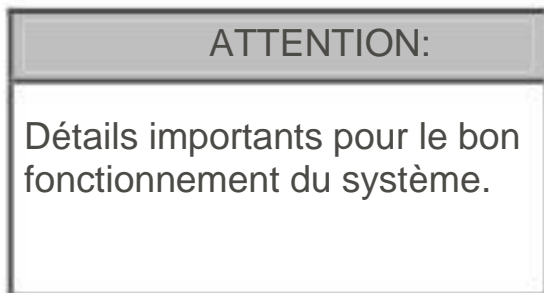 ATTENTION:
Détails importants pour le bon
fonctionnement du système.